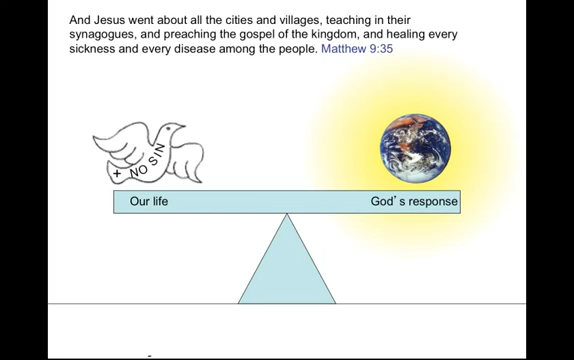 And Jesus went about all the cities and villages, teaching in their
synagogues, and preaching the gospel of the kingdom, and healing every
sickness and every disease among the people. Matthew 9:35
+ NO SIN
Our life
God's response